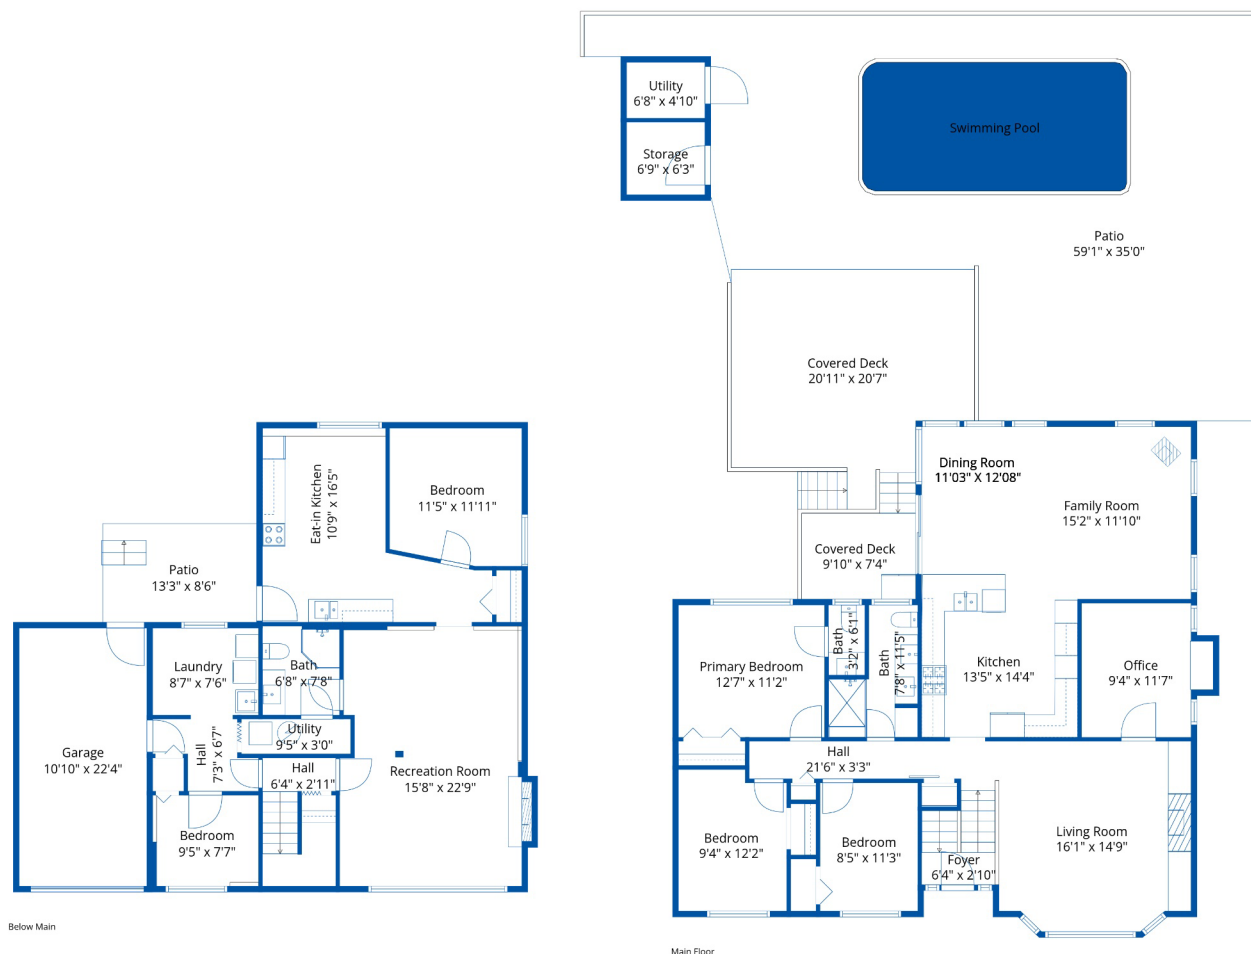 Utility
6'8" x 4'10"
Storage
6'9" x 6'3"
Swimming Pool
Patio
59'1" x 35'0"
Covered Deck
20'11" x 20'7"
Dining Room
11'03" X 12'08"
Family Room
15'2" x 11'10"
Covered Deck
9'10" x 7'4"
Primary Bedroom
12'7" x 11'2"
Bath
3'2" x 6'1"
Bath
7'8" x 11'5"
Kitchen
13'5" x 14'4"
Office
9'4" x 11'7"
Hall
21'6" x 3'3"
Bedroom
9'4" x 12'2"
Bedroom
8'5" x 11'3"
Foyer
6'4" x 2'10"
Living Room
16'1" x 14'9"
Main Floor
Eat-in Kitchen
10'9" x 16'5"
Bedroom
11'5" x 11'11"
Patio
13'3" x 8'6"
Laundry
8'7" x 7'6"
Bath
6'8" x 7'8"
Utility
9'5" x 3'0"
Garage
10'10" x 22'4"
Hall
7'3" x 6'7"
Hall
6'4" x 2'11"
Recreation Room
15'8" x 22'9"
Bedroom
9'5" x 7'7"
Below Main